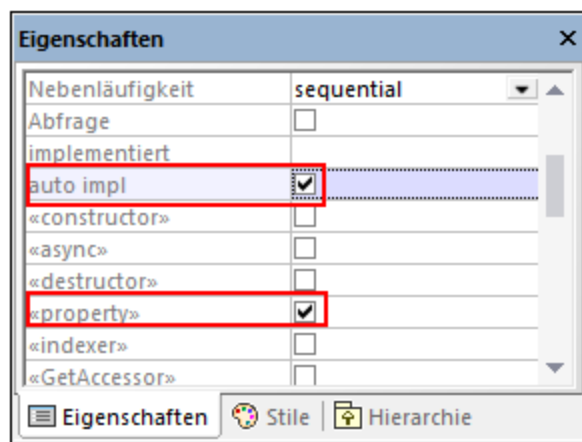 Eigenschaften
Nebenläufigkeit sequential
Abfrage
implementiert
auto impl
«constructor»
«async»
«destructor»
«property»
«indexer»
«GetAccessor»
Eigenschaften Stile Hierarchie